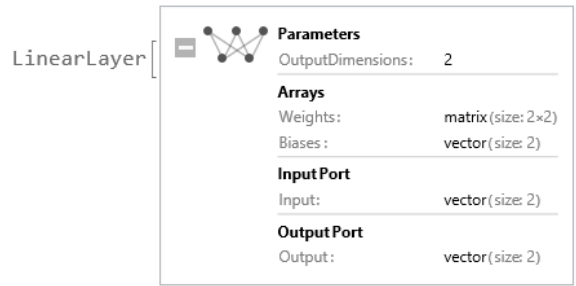 LinearLayer[
Parameters
OutputDimensions: 2
Arrays
Weights: matrix (size: 2×2)
Biases: vector (size: 2)
Input Port
Input: vector (size: 2)
Output Port
Output: vector (size: 2)